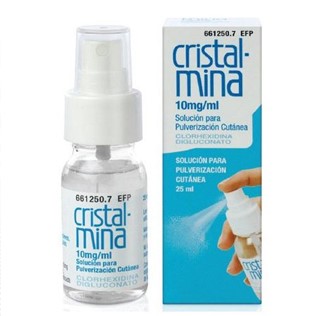 661250.7 EFP
cristal-
mina
10mg/ml
Solución para
Pulverización Cutánea
CLORHEXIDINA
DIGLUCONATO
661250.7 EFP
cristal-
mina
10mg/ml
Solución para
Pulverización Cutánea
CLORHEXIDINA
DIGLUCONATO
SOLUCIÓN PARA
PULVERIZACIÓN
CUTÁNEA
25 ml